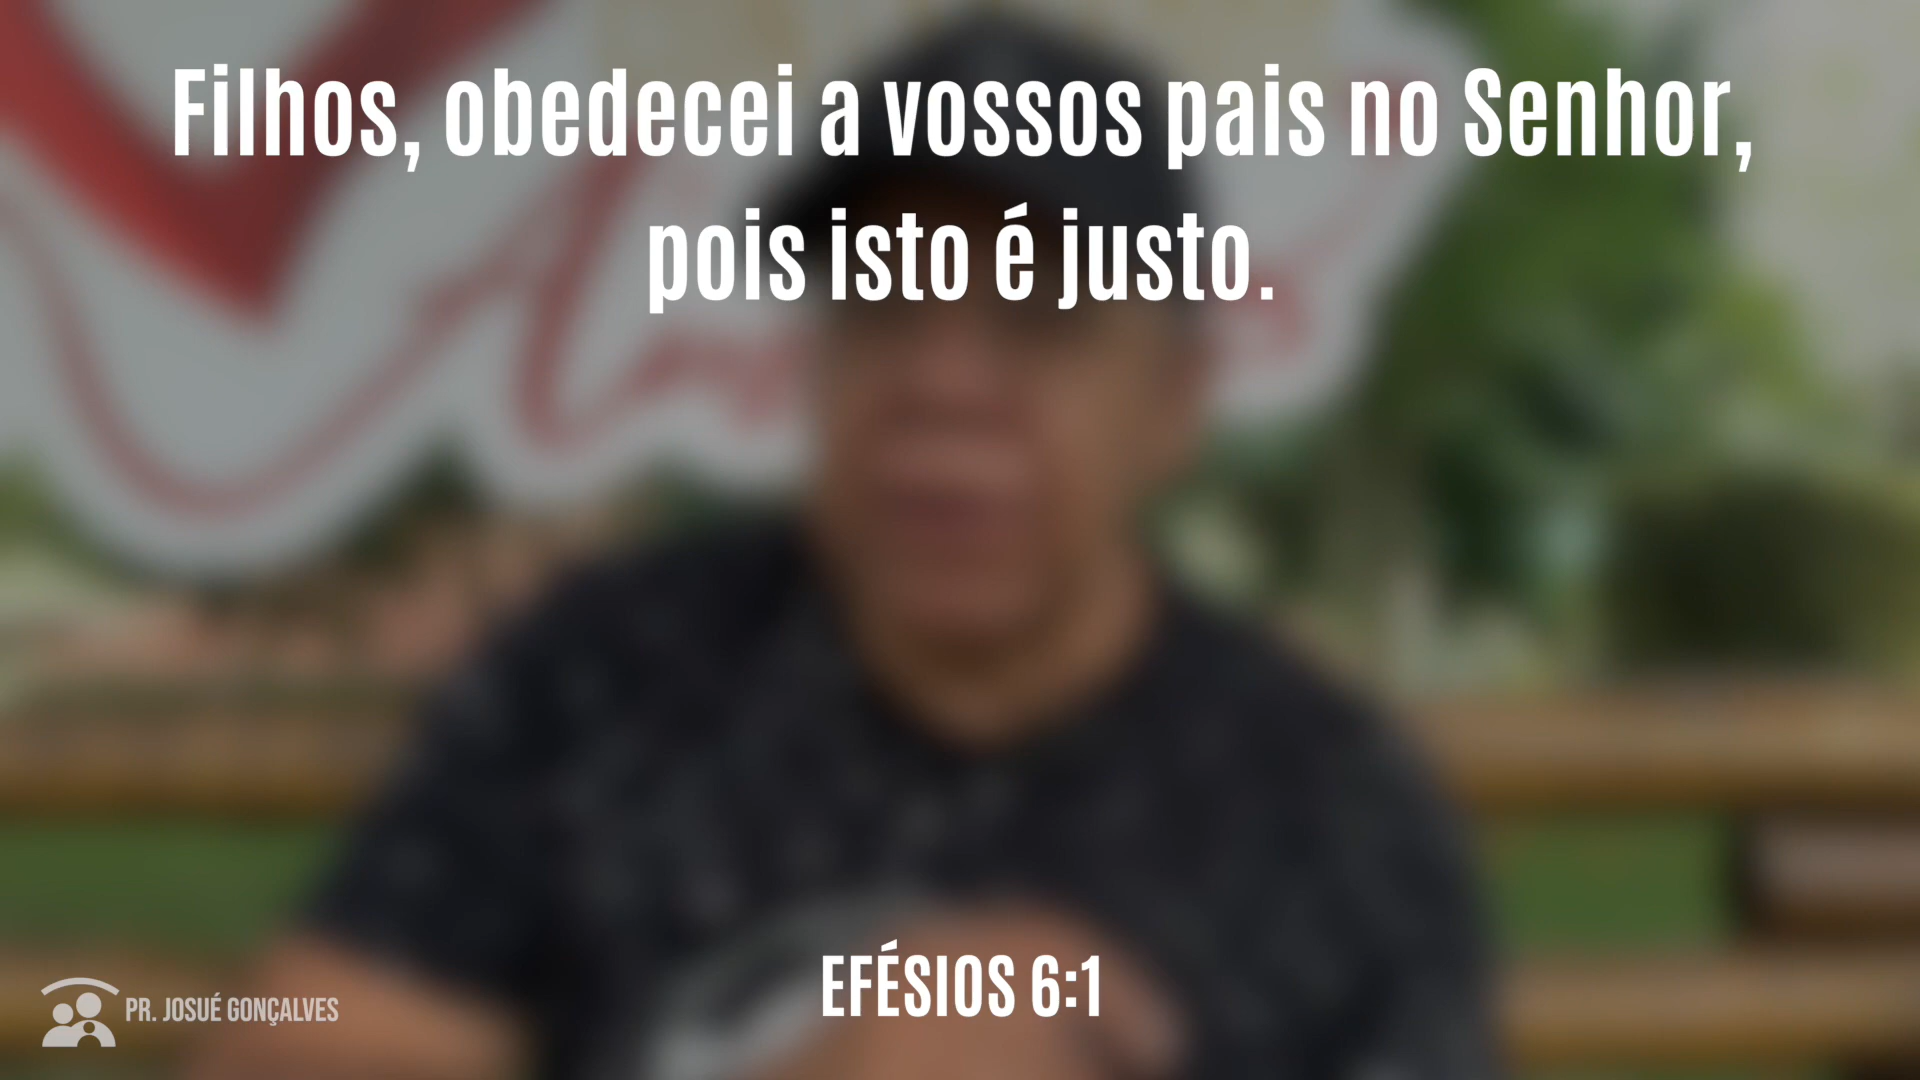 Filhos, obedecei a vossos pais no Senhor,
pois isto é justo.
EFÉSIOS 6:1
PR. JOSUÉ GONÇALVES